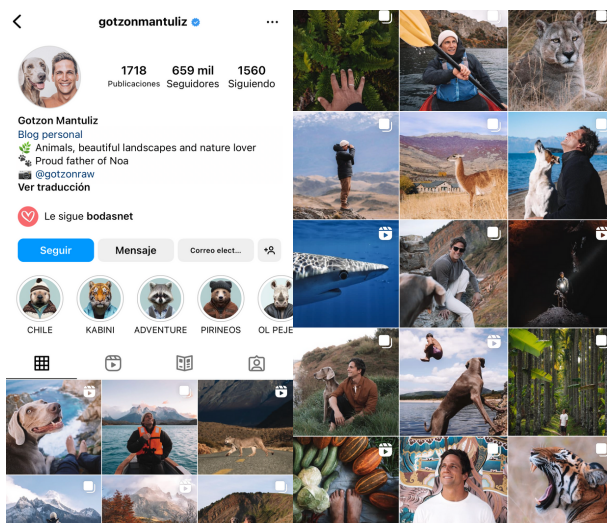 gotzonmantuliz
1718 659 mil 1560
Publicaciones Seguidores Siguiendo
Gotzon Mantuliz
Blog personal
🌿 Animals, beautiful landscapes and nature lover
🐾 Proud father of Noa
📷 @gotzonraw
Ver traducción
Le sigue bodasnet
Seguir Mensaje Correo elect...
CHILE KABINI ADVENTURE PIRINEOS OL PEJE